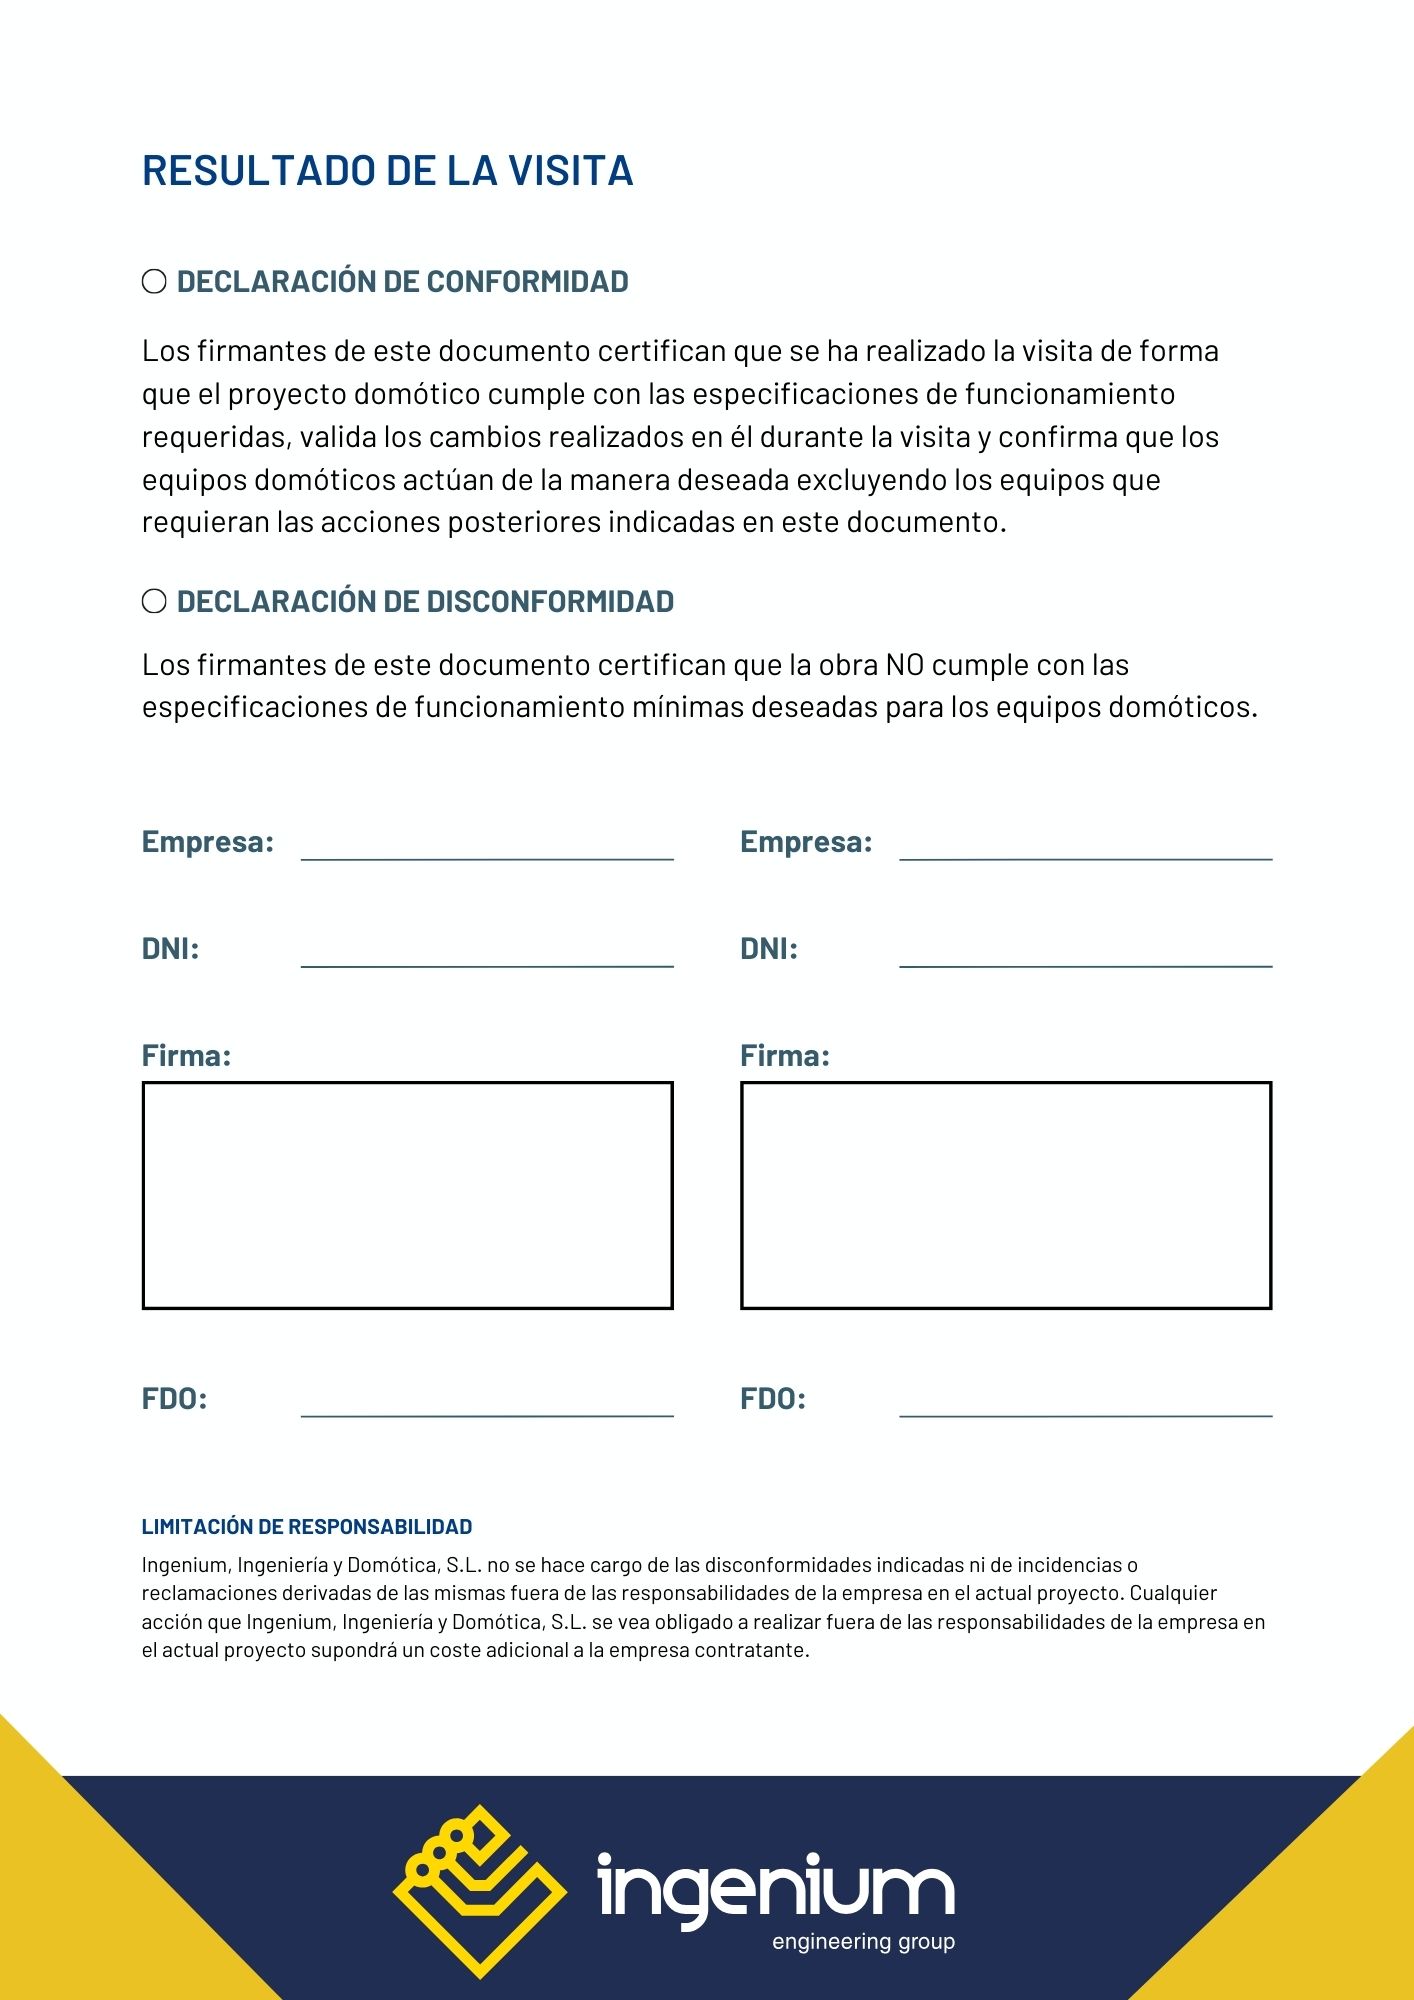 RESULTADO DE LA VISITA
DECLARACIÓN DE CONFORMIDAD
Los firmantes de este documento certifican que se ha realizado la visita de forma
que el proyecto domótico cumple con las especificaciones de funcionamiento
requeridas, valida los cambios realizados en él durante la visita y confirma que los
equipos domóticos actúan de la manera deseada excluyendo los equipos que
requieran las acciones posteriores indicadas en este documento.
DECLARACIÓN DE DISCONFORMIDAD
Los firmantes de este documento certifican que la obra NO cumple con las
especificaciones de funcionamiento mínimas deseadas para los equipos domóticos.
Empresa: Empresa:
DNI: DNI:
Firma: Firma:
FDO: FDO:
LIMITACIÓN DE RESPONSABILIDAD
Ingenium, Ingeniería y Domótica, S.L. no se hace cargo de las disconformidades indicadas ni de incidencias o
reclamaciones derivadas de las mismas fuera de las responsabilidades de la empresa en el actual proyecto. Cualquier
acción que Ingenium, Ingeniería y Domótica, S.L. se vea obligado a realizar fuera de las responsabilidades de la empresa en
el actual proyecto supondrá un coste adicional a la empresa contratante.
ingenium
engineering group